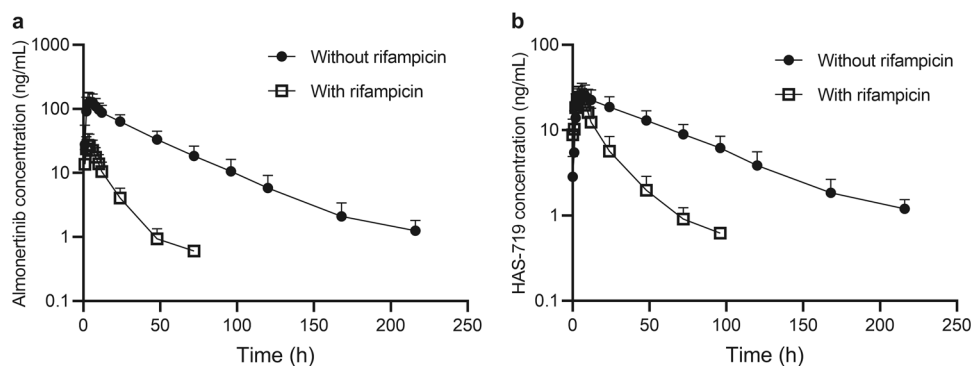 a
Almonertinib concentration (ng/mL)
1000
100
10
1
0.1
0 50 100 150 200 250
Time (h)
Without rifampicin
With rifampicin
b
HAS-719 concentration (ng/mL)
100
10
1
0.1
0 50 100 150 200 250
Time (h)
Without rifampicin
With rifampicin